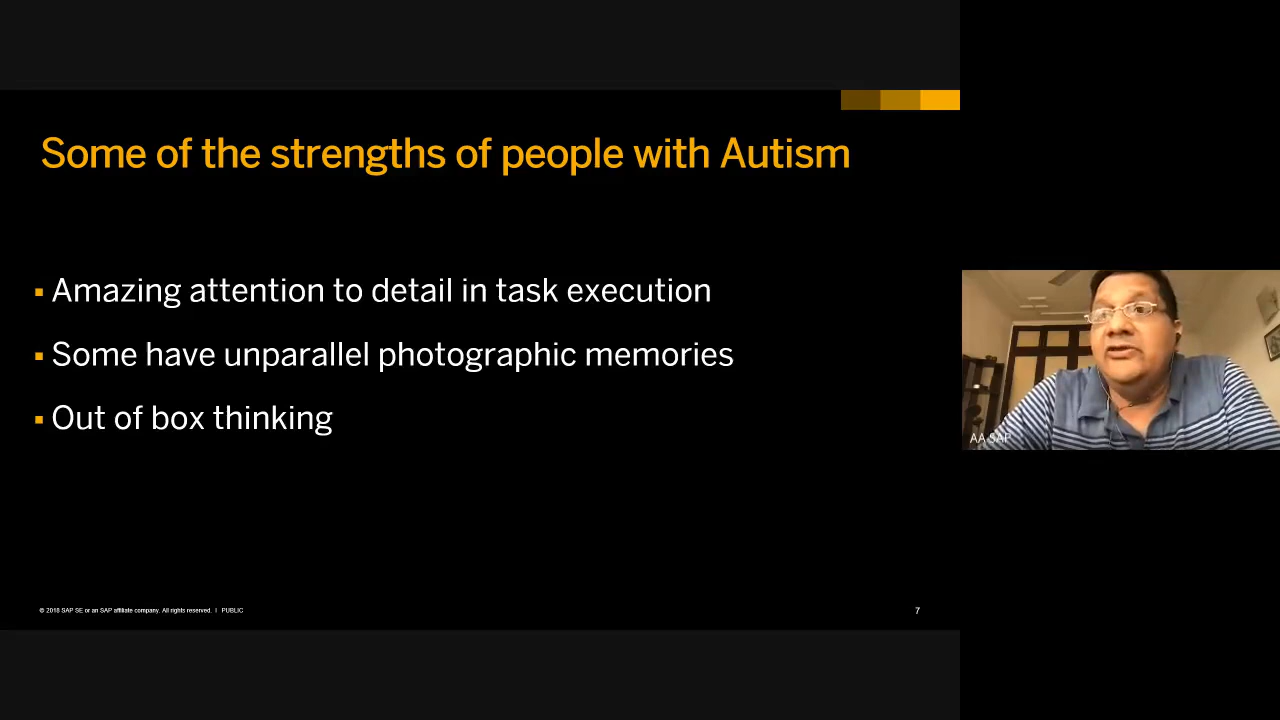 Some of the strengths of people with Autism
Amazing attention to detail in task execution
Some have unparallel photographic memories
Out of box thinking
AA SAP
© 2018 SAP SE or an SAP affiliate company. All rights reserved. I PUBLIC
7